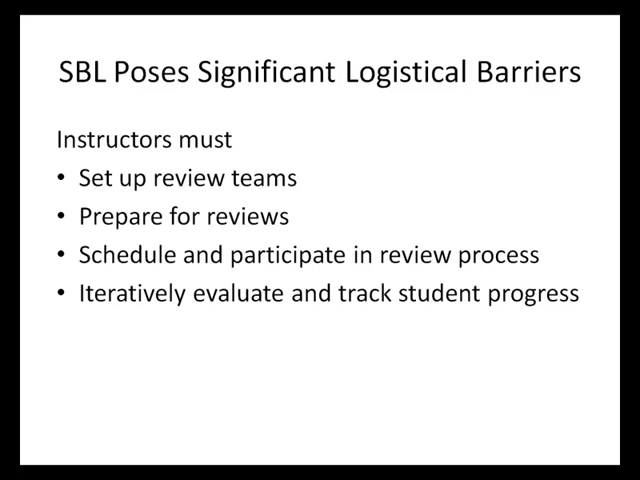 SBL Poses Significant Logistical Barriers
Instructors must
• Set up review teams
• Prepare for reviews
• Schedule and participate in review process
• Iteratively evaluate and track student progress